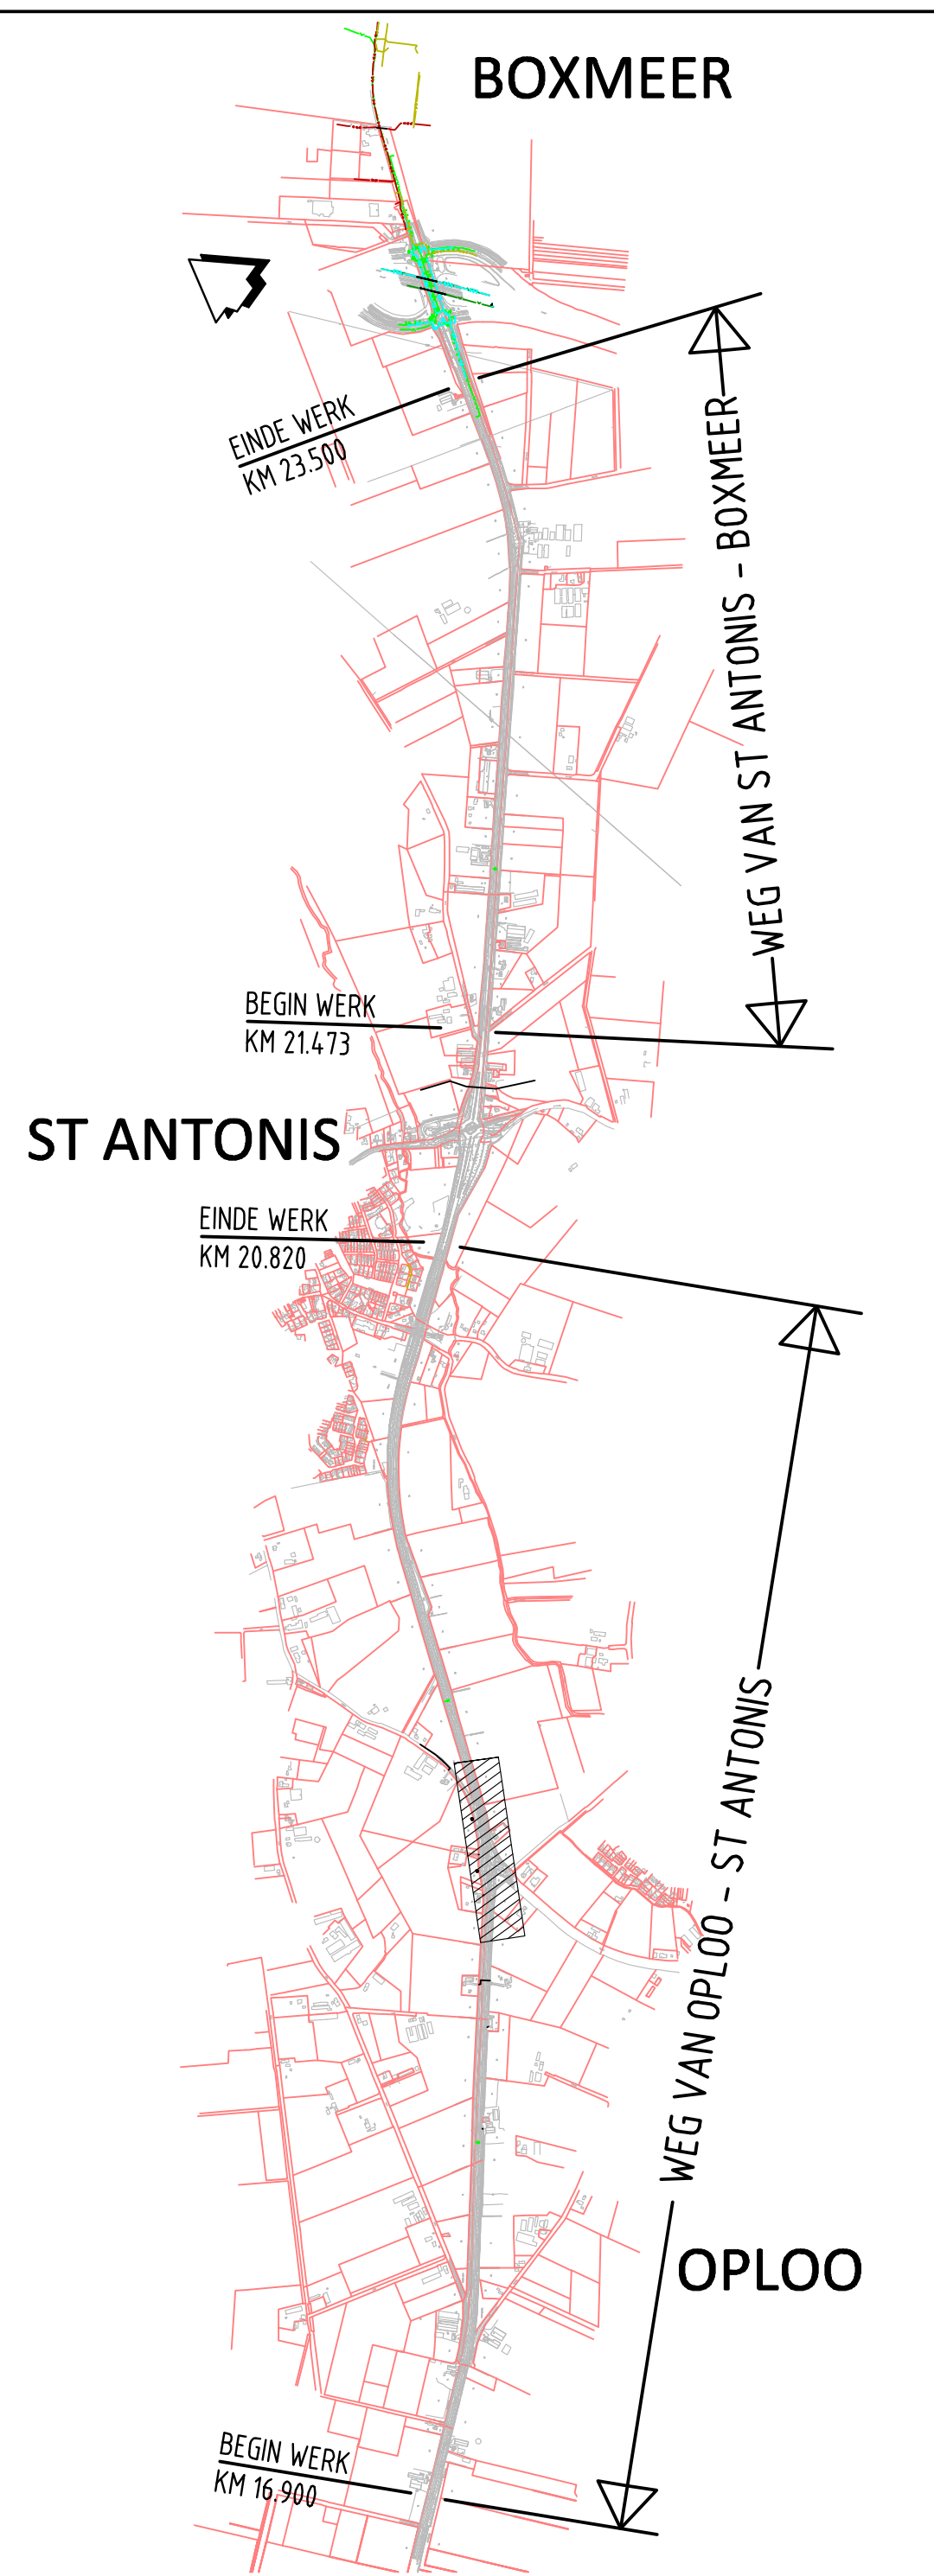 BOXMEER
EINDE WERK
KM 23.500
WEG VAN ST ANTONIS - BOXMEER
BEGIN WERK
KM 21.473
ST ANTONIS
EINDE WERK
KM 20.820
WEG VAN OPLOO - ST ANTONIS
OPLOO
BEGIN WERK
KM 16.900